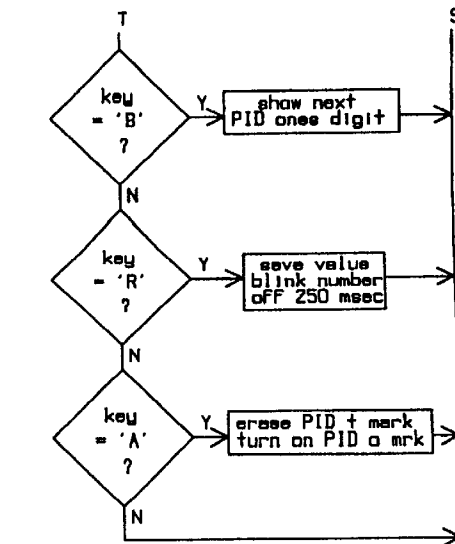 T
S
key
= 'B'
?
Y
show next
PID ones digit
N
key
= 'R'
?
Y
save value
blink number
off 250 msec
N
key
= 'A'
?
Y
erase PID t mark
turn on PID o mrk
N